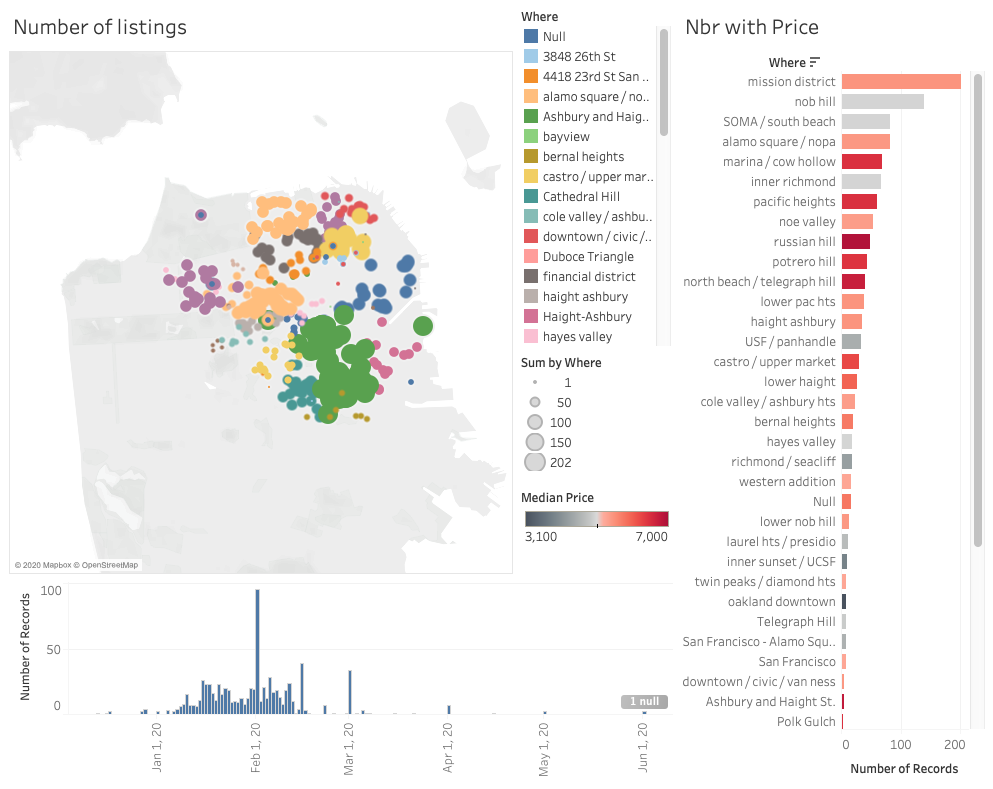 Number of listings
© 2020 Mapbox © OpenStreetMap
Where
Null
3848 26th St
4418 23rd St San ..
alamo square / no..
Ashbury and Haig..
bayview
bernal heights
castro / upper mar..
Cathedral Hill
cole valley / ashbu..
downtown / civic /..
Duboce Triangle
financial district
haight ashbury
Haight-Ashbury
hayes valley
Sum by Where
1
50
100
150
202
Median Price
3,100 7,000
Nbr with Price
Where
mission district
nob hill
SOMA / south beach
alamo square / nopa
marina / cow hollow
inner richmond
pacific heights
noe valley
russian hill
potrero hill
north beach / telegraph hill
lower pac hts
haight ashbury
USF / panhandle
castro / upper market
lower haight
cole valley / ashbury hts
bernal heights
hayes valley
richmond / seacliff
western addition
Null
lower nob hill
laurel hts / presidio
inner sunset / UCSF
twin peaks / diamond hts
oakland downtown
Telegraph Hill
San Francisco - Alamo Squ..
San Francisco
downtown / civic / van ness
Ashbury and Haight St.
Polk Gulch
0 100 200
Number of Records
Number of Records
100
50
0
1 null
Jan 1, 20
Feb 1, 20
Mar 1, 20
Apr 1, 20
May 1, 20
Jun 1, 20